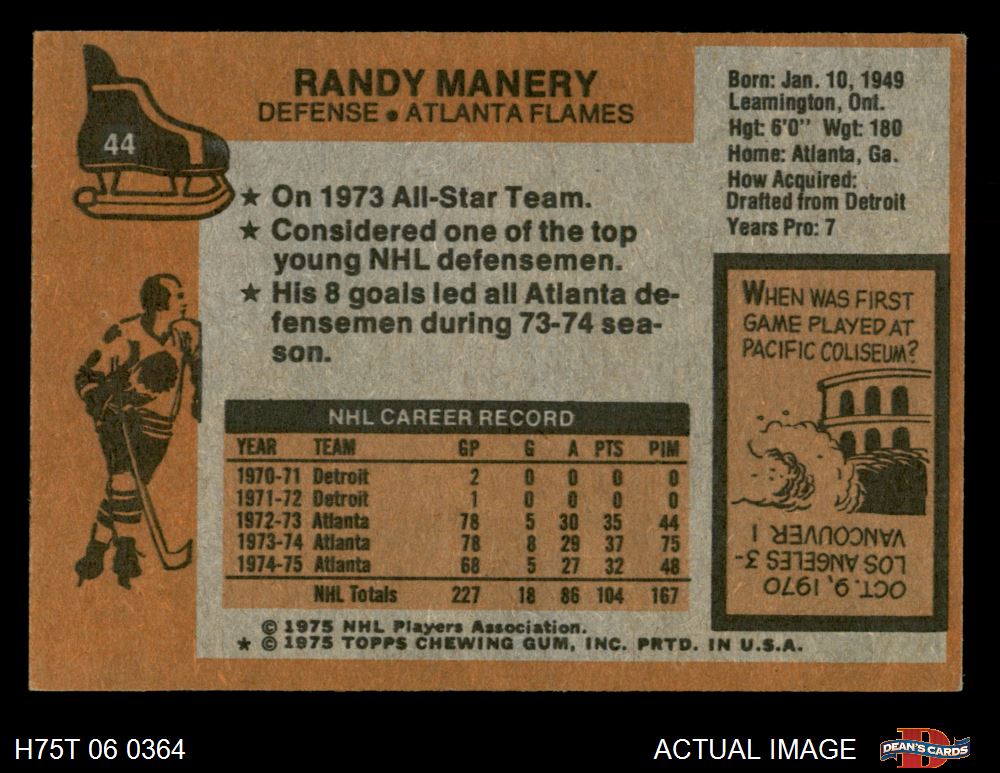 44
RANDY MANERY
DEFENSE • ATLANTA FLAMES
★ On 1973 All-Star Team.
★ Considered one of the top
young NHL defensemen.
★ His 8 goals led all Atlanta de-
fensemen during 73-74 sea-
son.
Born: Jan. 10, 1949
Leamington, Ont.
Hgt: 6'0" Wgt: 180
Home: Atlanta, Ga.
How Acquired:
Drafted from Detroit
Years Pro: 7
WHEN WAS FIRST
GAME PLAYED AT
PACIFIC COLISEUM?
OCT. 9, 1970
LOS ANGELES 3-
VANCOUVER 1
NHL CAREER RECORD
YEAR TEAM GP G A PTS PIM
1970-71 Detroit 2 0 0 0 0
1971-72 Detroit 1 0 0 0 0
1972-73 Atlanta 78 5 30 35 44
1973-74 Atlanta 78 8 29 37 75
1974-75 Atlanta 68 5 27 32 48
NHL Totals 227 18 86 104 167
© 1975 NHL Players Association.
★ © 1975 TOPPS CHEWING GUM, INC. PRTD. IN U.S.A.
H75T 06 0364
ACTUAL IMAGE
DEAN'S CARDS